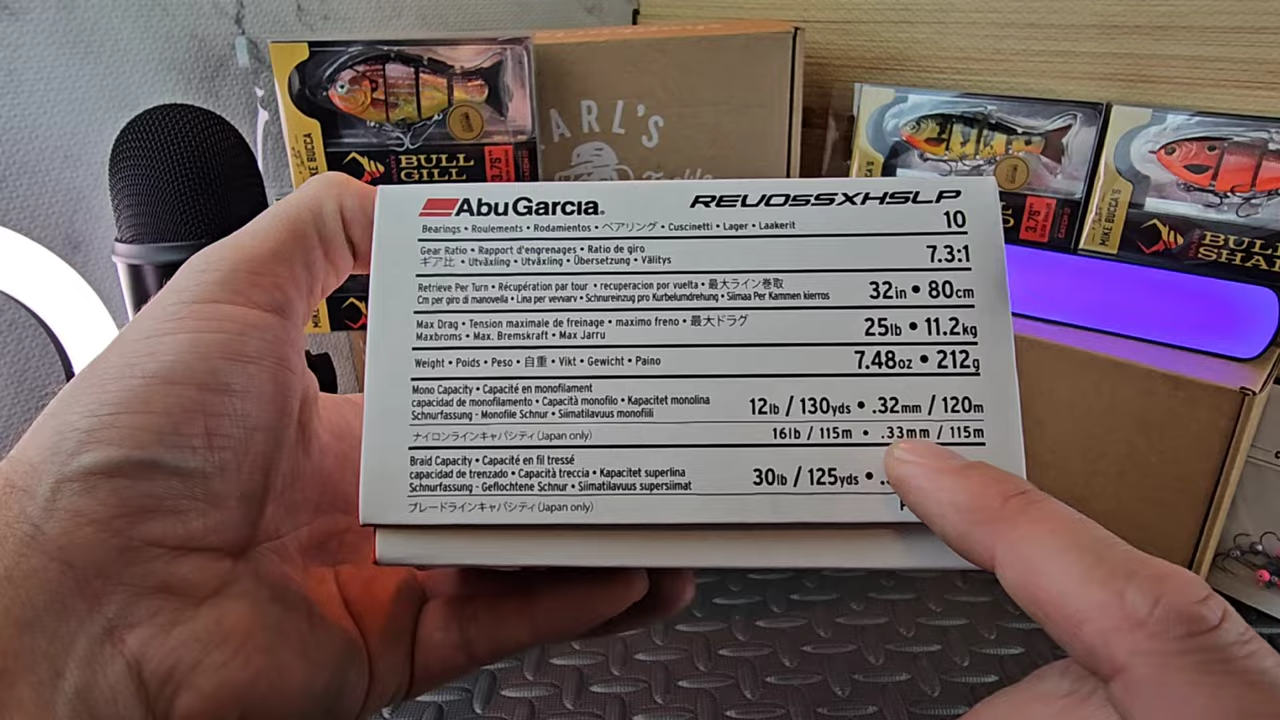 BULL
GILL
3.75"
MIKE BUCCA
ARL'S
Tackle
MIKE BUCCA'S
3.75"
CATCH
BULL
SHAD
AbuGarcia®
REVOSSXHSLP
Bearings • Roulements • Rodamientos • ベアリング • Cuscinetti • Lager • Laakerit
10
Gear Ratio • Rapport d'engrenages • Ratio de giro
ギア比 • Utväxling • Utväxling • Übersetzung • Välitys
7.3:1
Retrieve Per Turn • Récupération par tour • recuperacion por vuelta • 最大ライン巻取
Cm per giro di manovella • Lina per vevvarv • Schnureinzug pro Kurbelumdrehung • Siimaa Per Kammen kierros
32in • 80cm
Max Drag • Tension maximale de freinage • maximo freno • 最大ドラグ
Maxbroms • Max. Bremskraft • Max Jarru
25lb • 11.2kg
Weight • Poids • Peso • 自重 • Vikt • Gewicht • Paino
7.48oz • 212g
Mono Capacity • Capacité en monofilament
capacidad de monofilamento • Capacità monofilo • Kapacitet monolina
Schnurfassung - Monofile Schnur • Siimatilavuus monofiili
12lb / 130yds • .32mm / 120m
ナイロンラインキャパシティ(Japan only)
16lb / 115m • .33mm / 115m
Braid Capacity • Capacité en fil tressé
capacidad de trenzado • Capacità treccia • Kapacitet superlina
Schnurfassung - Geflochtene Schnur • Siimatilavuus supersiimat
30lb / 125yds •
ブレードラインキャパシティ(Japan only)